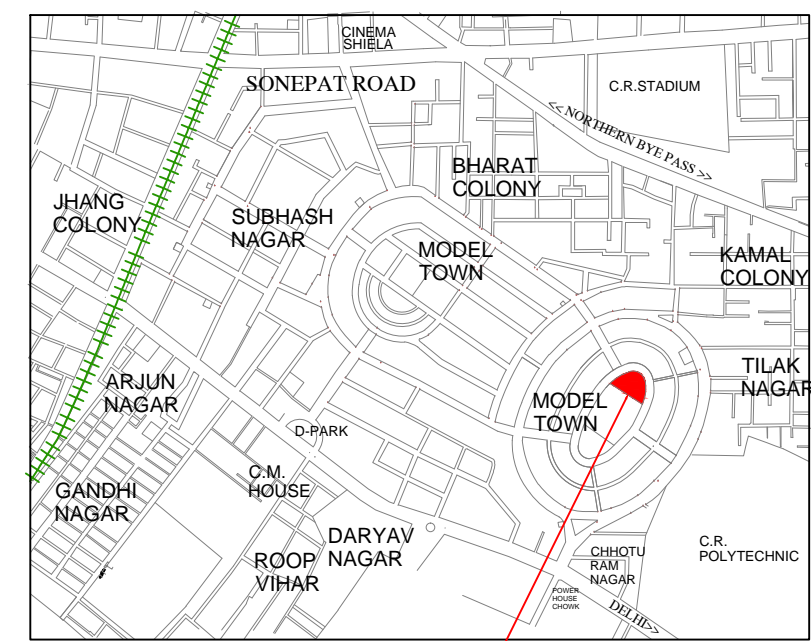 CINEMA
SHIELA
SONEPAT ROAD
C.R.STADIUM
<< NORTHERN BYE PASS >>
BHARAT
COLONY
JHANG
COLONY
SUBHASH
NAGAR
MODEL
TOWN
KAMAL
COLONY
ARJUN
NAGAR
TILAK
NAGAR
MODEL
TOWN
D-PARK
C.M.
HOUSE
GANDHI
NAGAR
DARYAV
NAGAR
ROOP
VIHAR
CHHOTU
RAM
NAGAR
C.R.
POLYTECHNIC
POWER
HOUSE
CHOWK
DELHI>>